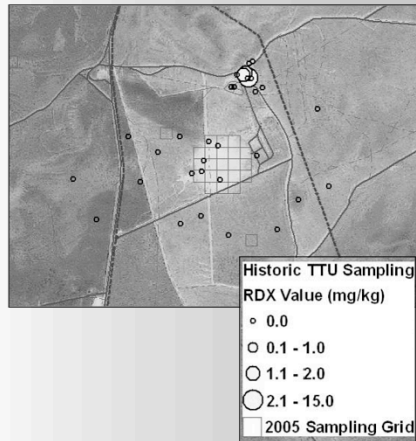 Historic TTU Sampling
RDX Value (mg/kg)
0.0
0.1 - 1.0
1.1 - 2.0
2.1 - 15.0
2005 Sampling Grid